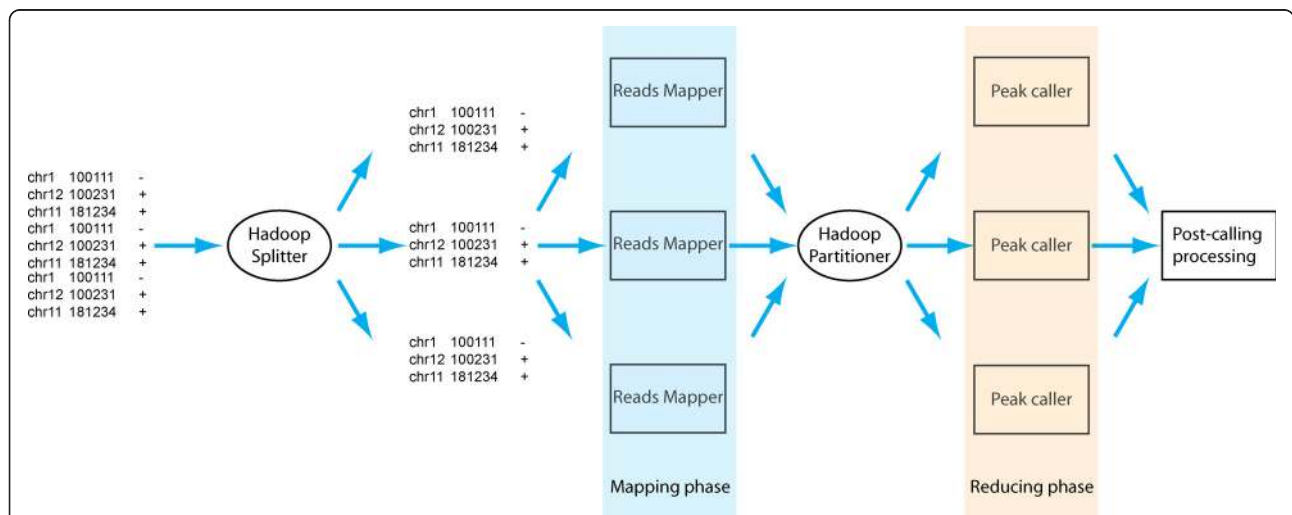 chr1 100111 -
chr12 100231 +
chr11 181234 +
chr1 100111 -
chr12 100231 +
chr11 181234 +
chr1 100111 -
chr12 100231 +
chr11 181234 +
Hadoop
Splitter
chr1 100111 -
chr12 100231 +
chr11 181234 +
chr1 100111 -
chr12 100231 +
chr11 181234 +
chr1 100111 -
chr12 100231 +
chr11 181234 +
Reads Mapper
Reads Mapper
Reads Mapper
Mapping phase
Hadoop
Partitioner
Peak caller
Peak caller
Peak caller
Reducing phase
Post-calling
processing